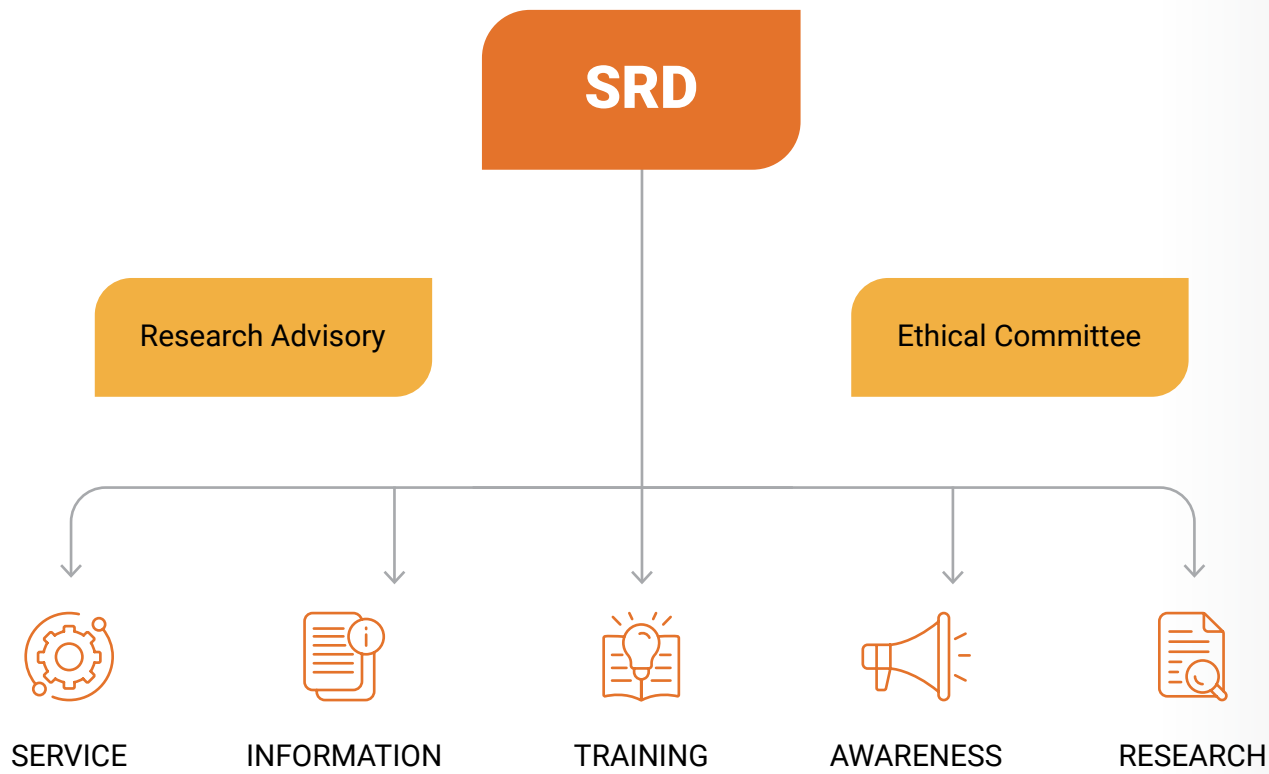 SRD
Research Advisory
Ethical Committee
SERVICE
INFORMATION
TRAINING
AWARENESS
RESEARCH